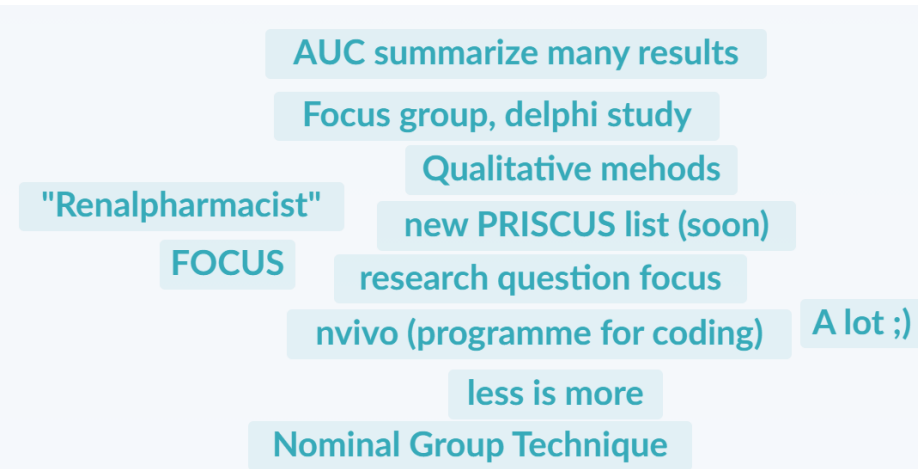 AUC summarize many results
Focus group, delphi study
Qualitative mehods
"Renalpharmacist"
new PRISCUS list (soon)
FOCUS
research question focus
nvivo (programme for coding)
A lot ;)
less is more
Nominal Group Technique